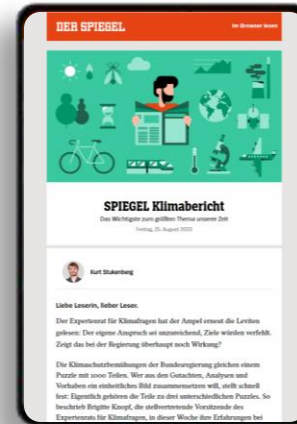 DER SPIEGEL
Im Browser lesen
SPIEGEL Klimabericht
Das Wichtigste zum größten Thema unserer Zeit
Freitag, 25. August 2023
Kurt Stukenberg
Liebe Leserin, lieber Leser,
Der Expertenrat für Klimafragen hat der Ampel erneut die Leviten
gelesen: Der eigene Anspruch sei unzureichend, Ziele würden verfehlt.
Zeigt das bei der Regierung überhaupt noch Wirkung?
Die Klimaschutzbemühungen der Bundesregierung gleichen einem
Puzzle mit 1000 Teilen. Wer aus den Gutachten, Analysen und
Vorhaben ein einheitliches Bild zusammensetzen will, stellt schnell
fest: Eigentlich gehören die Teile zu drei unterschiedlichen Puzzles. So
beschrieb Brigitte Knopf, die stellvertretende Vorsitzende des
Expertenrats für Klimafragen, in dieser Woche ihre Erfahrungen bei